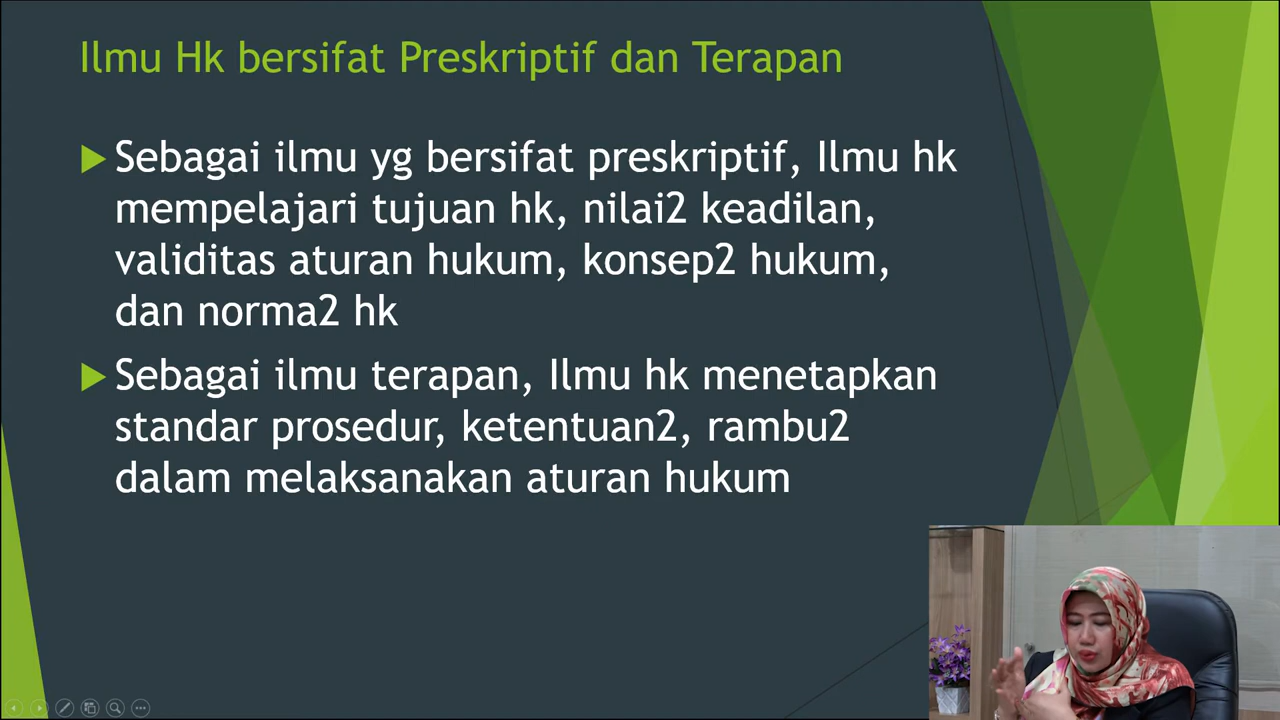 Ilmu Hk bersifat Preskriptif dan Terapan
Sebagai ilmu yg bersifat preskriptif, Ilmu hk
mempelajari tujuan hk, nilai2 keadilan,
validitas aturan hukum, konsep2 hukum,
dan norma2 hk
Sebagai ilmu terapan, Ilmu hk menetapkan
standar prosedur, ketentuan2, rambu2
dalam melaksanakan aturan hukum